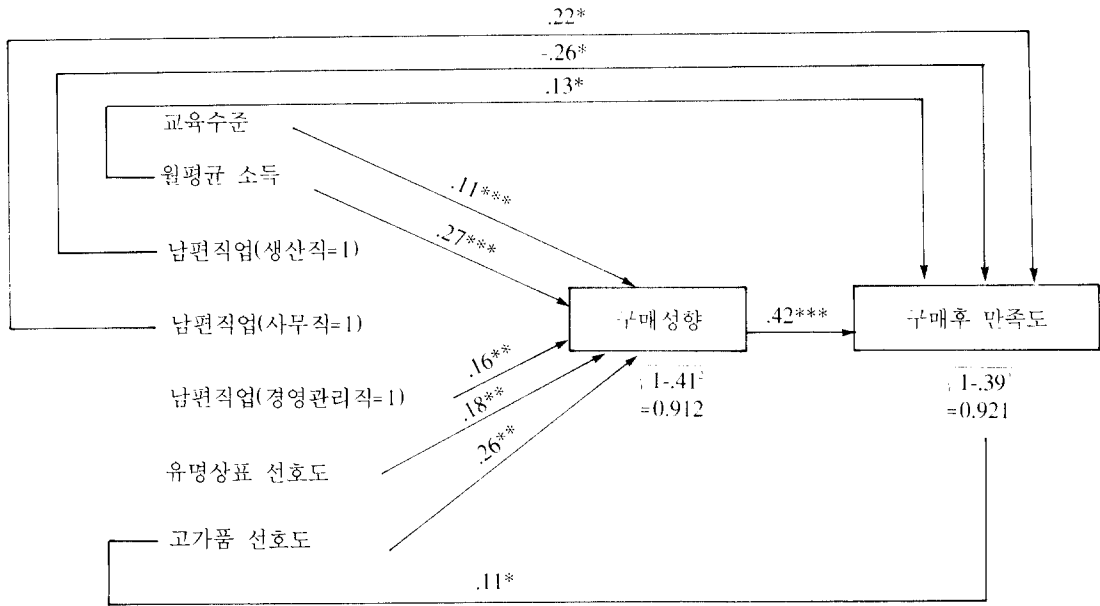 .22*
-.26*
.13*
교육수준
월평균 소득
.11***
.27***
남편직업(생산직=1)
남편직업(사무직=1)
구매성향
.42***
구매후 만족도
남편직업(경영관리직=1)
.16**
.18**
.26**
1-.41²
=0.912
1-.39
=0.921
유명상표 선호도
고가품 선호도
.11*